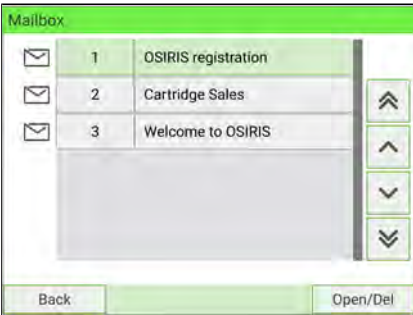 Mailbox
1 OSIRIS registration
2 Cartridge Sales
3 Welcome to OSIRIS
Back Open/Del